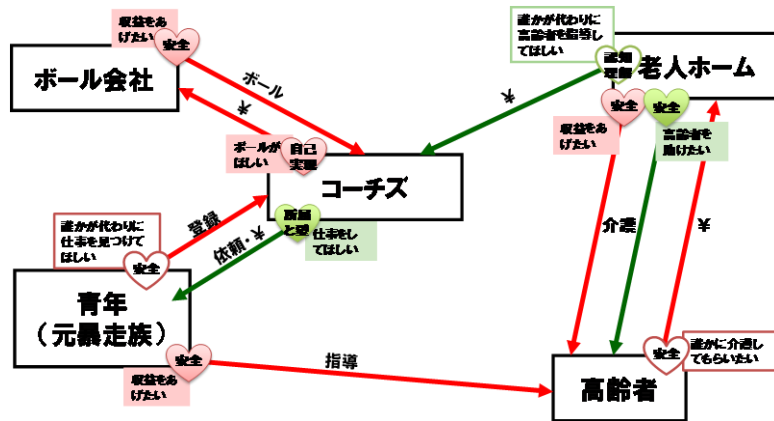 収益をあ
げたい
安全
ボール会社
ボール
¥
誰かが代わりに
高齢者を指導し
てほしい
認知
理解
老人ホーム
¥
安全
安全
収益をあ
げたい
高齢者を
助けたい
ボールが
ほしい
自己
実現
コーチズ
所属
と愛
仕事をし
てほしい
登録
依頼・¥
誰かが代わりに
仕事を見つけて
ほしい
安全
青年
（元暴走族）
安全
収益をあ
げたい
指導
介護
¥
安全
誰かに介護し
てもらいたい
高齢者